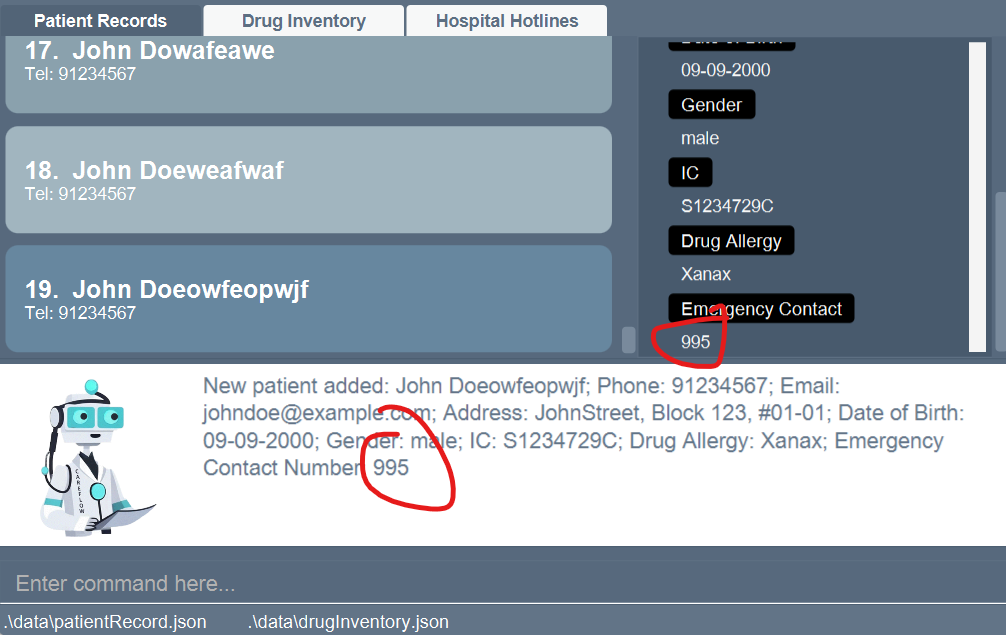 Patient Records
Drug Inventory
Hospital Hotlines
17. John Dowafeawe
Tel: 91234567
18. John Doeweafwaf
Tel: 91234567
19. John Doeowfeopwjf
Tel: 91234567
Date of Birth
09-09-2000
Gender
male
IC
S1234729C
Drug Allergy
Xanax
Emergency Contact
995
CAREFLOW
New patient added: John Doeowfeopwjf; Phone: 91234567; Email:
johndoe@example.com; Address: JohnStreet, Block 123, #01-01; Date of Birth:
09-09-2000; Gender: male; IC: S1234729C; Drug Allergy: Xanax; Emergency
Contact Number: 995
Enter command here...
.\data\patientRecord.json
.\data\drugInventory.json